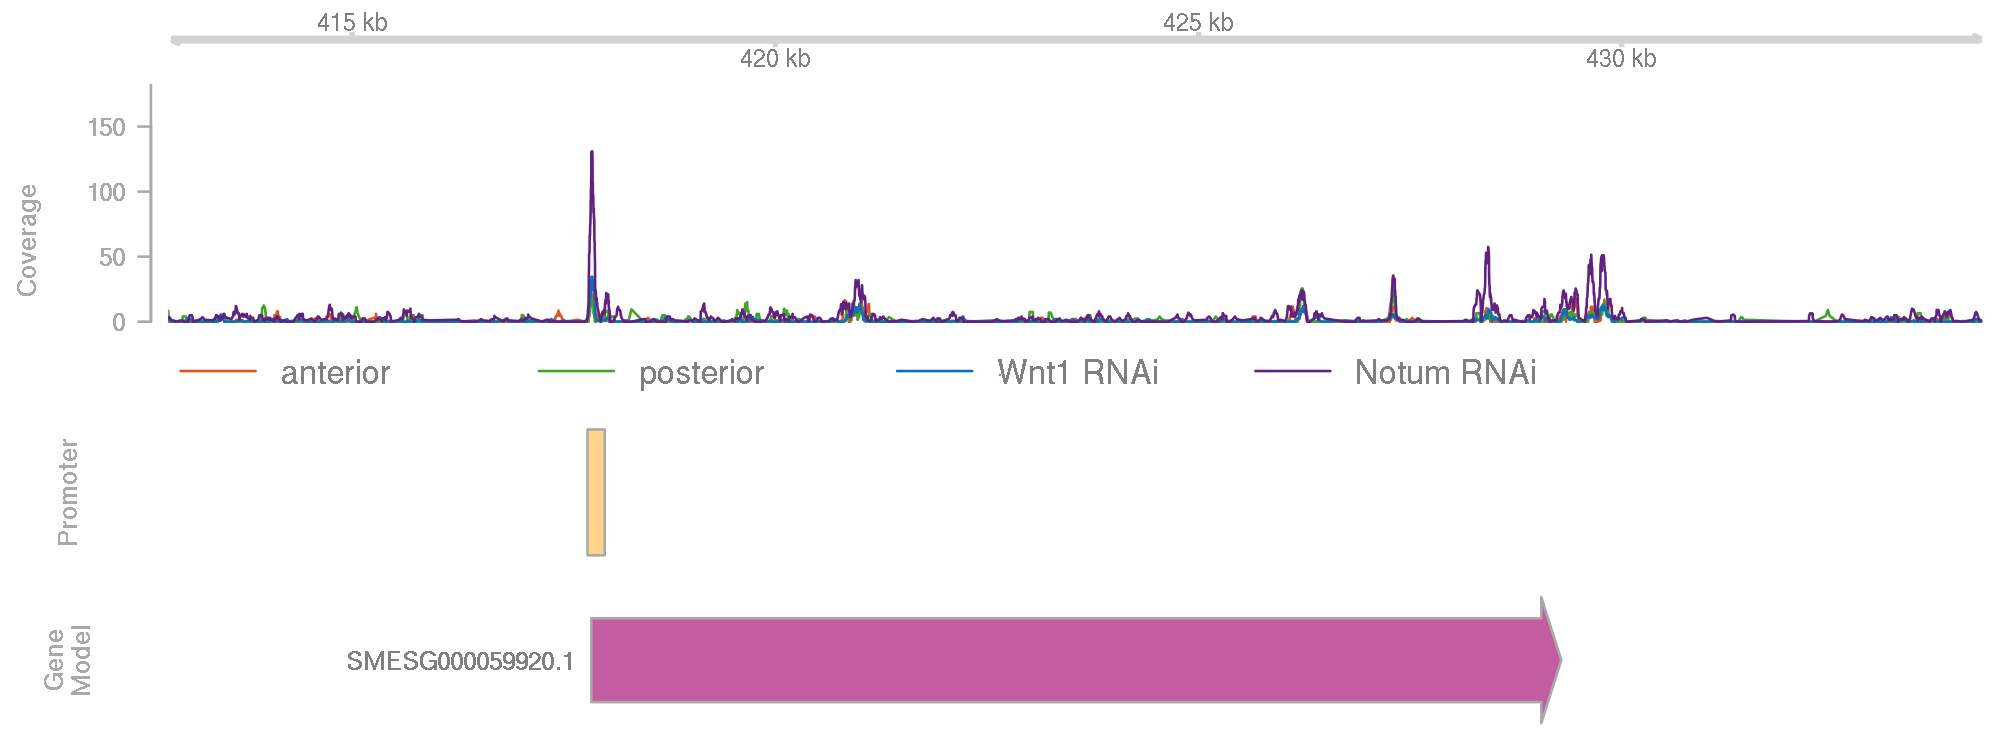 415 kb
425 kb
420 kb
430 kb
150
100
50
0
Coverage
anterior
posterior
Wnt1 RNAi
Notum RNAi
Promoter
SMESG000059920.1
Gene
Model